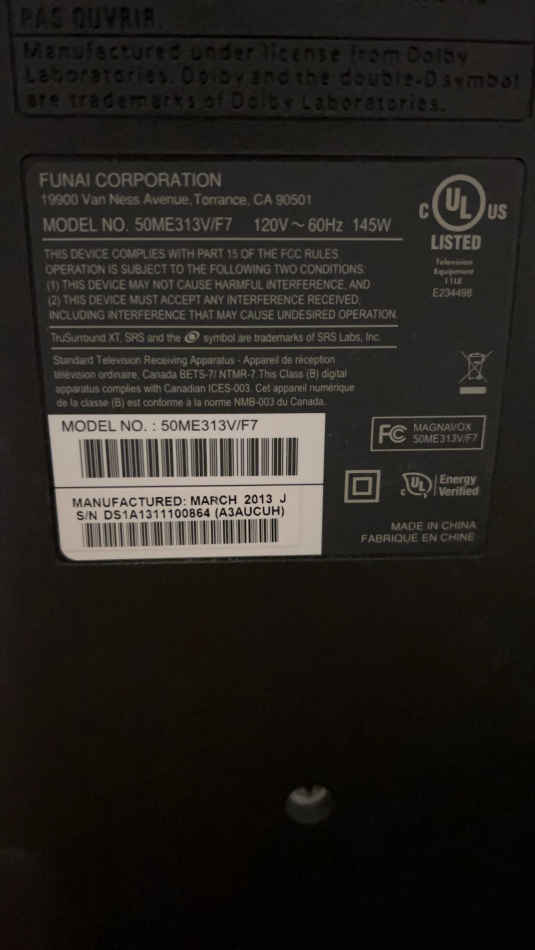 PAS OUVRIR.
Manufactured under license from Dolby
Laboratories. Dolby and the double-D symbol
are trademarks of Dolby Laboratories.
FUNAI CORPORATION
19900 Van Ness Avenue, Torrance, CA 90501
MODEL NO. 50ME313V/F7 120V ~ 60Hz 145W
THIS DEVICE COMPLIES WITH PART 15 OF THE FCC RULES
OPERATION IS SUBJECT TO THE FOLLOWING TWO CONDITIONS:
(1) THIS DEVICE MAY NOT CAUSE HARMFUL INTERFERENCE, AND
(2) THIS DEVICE MUST ACCEPT ANY INTERFERENCE RECEIVED,
INCLUDING INTERFERENCE THAT MAY CAUSE UNDESIRED OPERATION.
TruSurround XT, SRS and the symbol are trademarks of SRS Labs, Inc.
Standard Television Receiving Apparatus - Appareil de réception
télévision ordinaire, Canada BETS-7/ NTMR-7.This Class (B) digital
apparatus complies with Canadian ICES-003. Cet appareil numérique
de la classe (B) est conforme à la norme NMB-003 du Canada.
C UL US
LISTED
Television
Equipment
11LE
E234498
MODEL NO. : 50ME313V/F7
MANUFACTURED: MARCH 2013 J
S/N DS1A1311100864 (A3AUCUH)
FC MAGNAVOX
50ME313V/F7
C UL Energy
Verified
MADE IN CHINA
FABRIQUE EN CHINE